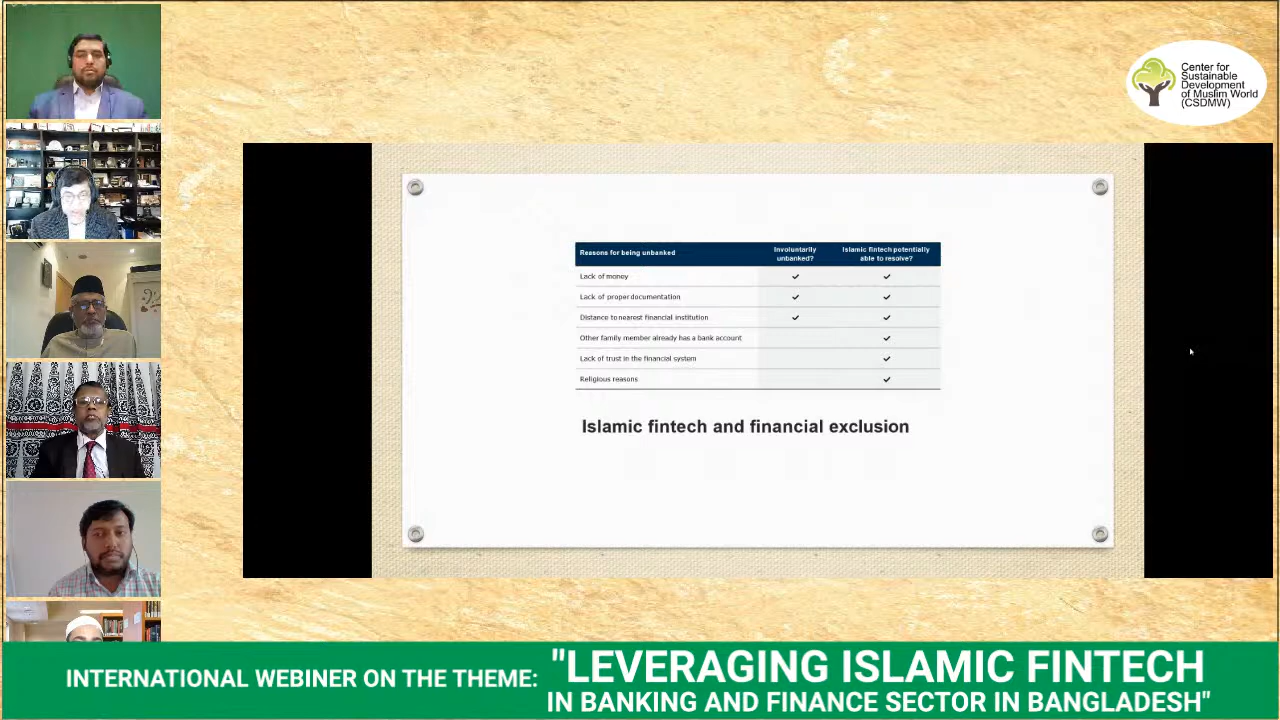 Center for
Sustainable
Development
of Muslim World
(CSDMW)
Reasons for being unbanked
Involuntarily
unbanked?
Islamic fintech potentially
able to resolve?
Lack of money ✓ ✓
Lack of proper documentation ✓ ✓
Distance to nearest financial institution ✓ ✓
Other family member already has a bank account ✓
Lack of trust in the financial system ✓
Religious reasons ✓
Islamic fintech and financial exclusion
INTERNATIONAL WEBINER ON THE THEME:
"LEVERAGING ISLAMIC FINTECH
IN BANKING AND FINANCE SECTOR IN BANGLADESH"